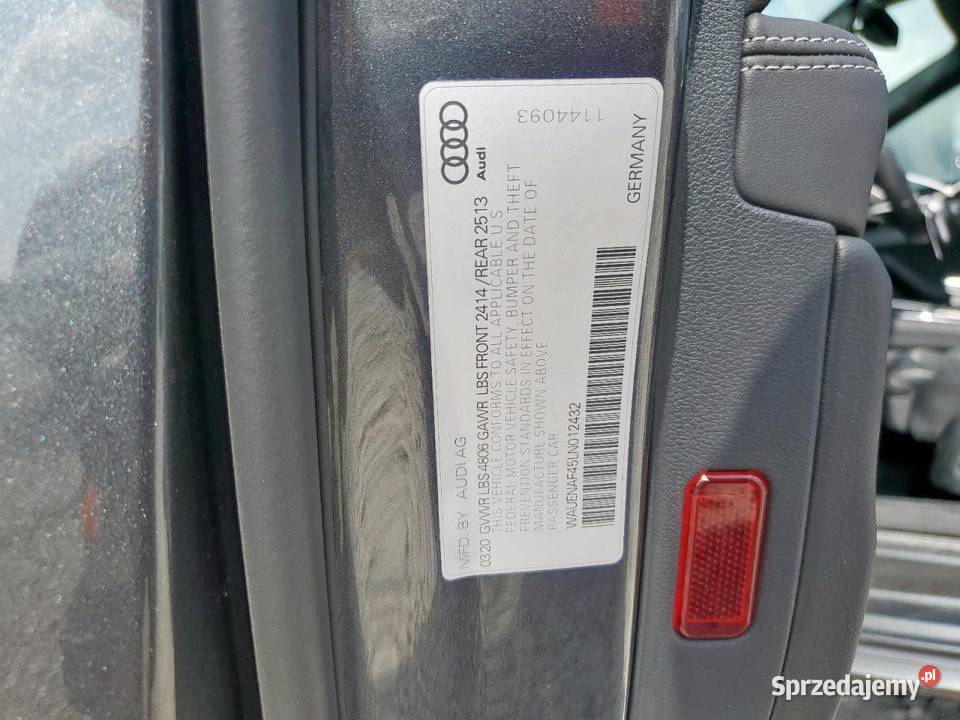 Audi
MFD BY AUDI AG
0320 GVWR LBS 4806 GAWR LBS FRONT 2414 / REAR 2513
THIS VEHICLE CONFORMS TO ALL APPLICABLE U.S.
FEDERAL MOTOR VEHICLE SAFETY, BUMPER AND THEFT
PREVENTION STANDARDS IN EFFECT ON THE DATE OF
MANUFACTURE SHOWN ABOVE
PASSENGER CAR
1144093
WAUENAF45LN012432
GERMANY
Sprzedajemy.pl